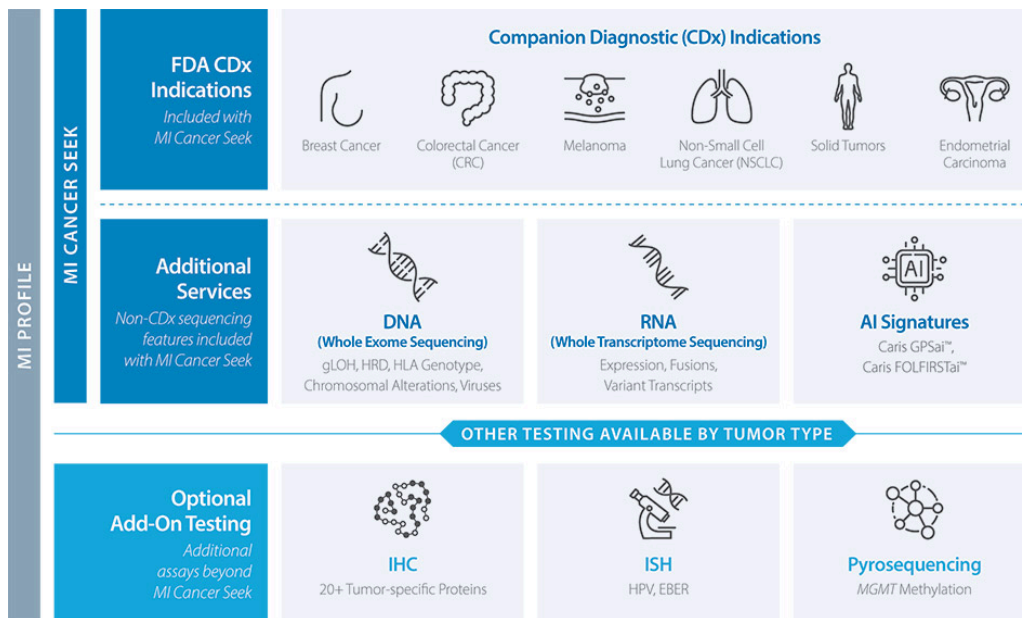 MI PROFILE
MI CANCER SEEK
FDA CDx
Indications
Included with
MI Cancer Seek
Companion Diagnostic (CDx) Indications
Breast Cancer
Colorectal Cancer
(CRC)
Melanoma
Non-Small Cell
Lung Cancer (NSCLC)
Solid Tumors
Endometrial
Carcinoma
Additional
Services
Non-CDx sequencing
features included
with MI Cancer Seek
DNA
(Whole Exome Sequencing)
gLOH, HRD, HLA Genotype,
Chromosomal Alterations, Viruses
RNA
(Whole Transcriptome Sequencing)
Expression, Fusions,
Variant Transcripts
AI
AI Signatures
Caris GPSai™,
Caris FOLFIRSTai™
OTHER TESTING AVAILABLE BY TUMOR TYPE
Optional
Add-On Testing
Additional
assays beyond
MI Cancer Seek
IHC
20+ Tumor-specific Proteins
ISH
HPV, EBER
Pyrosequencing
MGMT Methylation